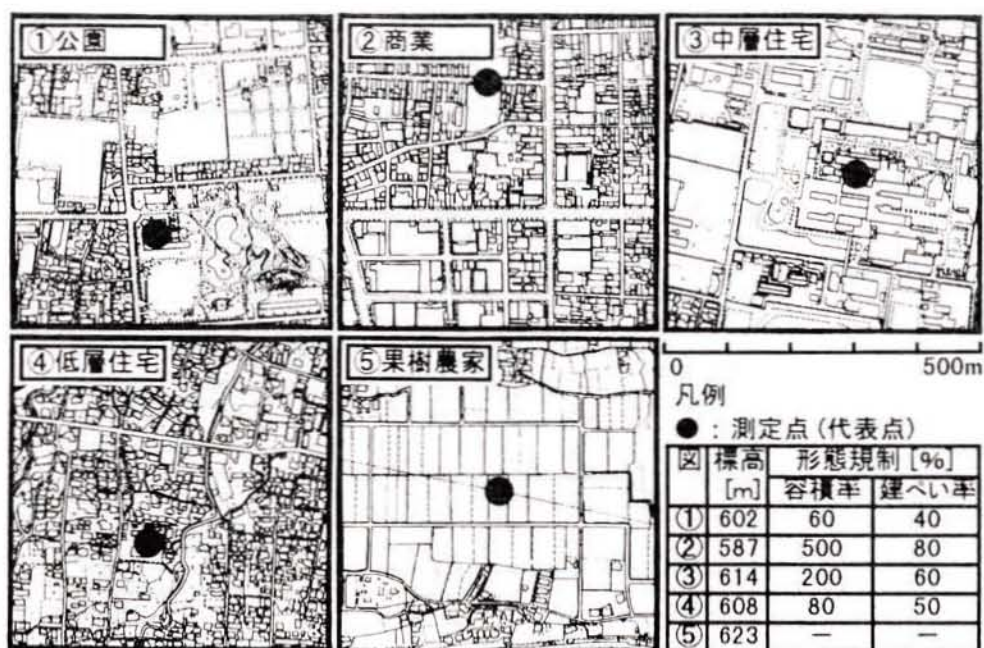 ①公園
②商業
③中層住宅
④低層住宅
⑤果樹農家
0 500m
凡例
●：測定点(代表点)
図 標高[m] 形態規制[%]
容積率 建ぺい率
① 602 60 40
② 587 500 80
③ 614 200 60
④ 608 80 50
⑤ 623 － －